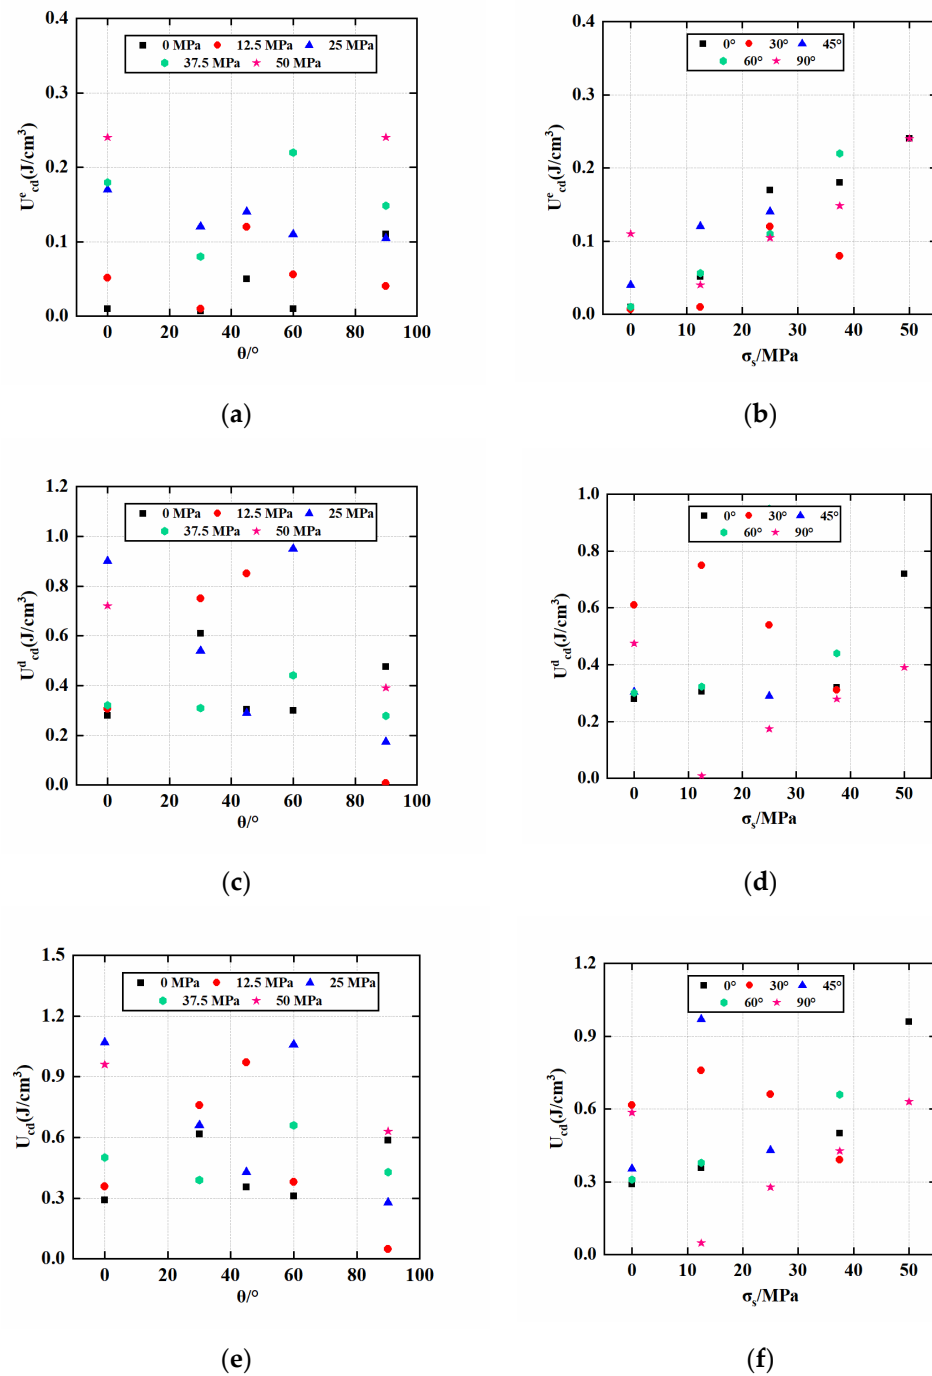 0.4
0.3
0.2
0.1
0.0
U^e_cd(J/cm^3)
0 MPa 12.5 MPa 25 MPa
37.5 MPa 50 MPa
0 20 40 60 80 100
θ/°
(a)
0.4
0.3
0.2
0.1
0.0
U^e_cd(J/cm^3)
0° 30° 45°
60° 90°
0 10 20 30 40 50
σ_s/MPa
(b)
1.2
1.0
0.8
0.6
0.4
0.2
0.0
U^d_cd(J/cm^3)
0 MPa 12.5 MPa 25 MPa
37.5 MPa 50 MPa
0 20 40 60 80 100
θ/°
(c)
1.0
0.8
0.6
0.4
0.2
0.0
U^d_cd(J/cm^3)
0° 30° 45°
60° 90°
0 10 20 30 40 50
σ_s/MPa
(d)
1.5
1.2
0.9
0.6
0.3
0.0
U_cd(J/cm^3)
0 MPa 12.5 MPa 25 MPa
37.5 MPa 50 MPa
0 20 40 60 80 100
θ/°
(e)
1.2
0.9
0.6
0.3
0.0
U_cd(J/cm^3)
0° 30° 45°
60° 90°
0 10 20 30 40 50
σ_s/MPa
(f)